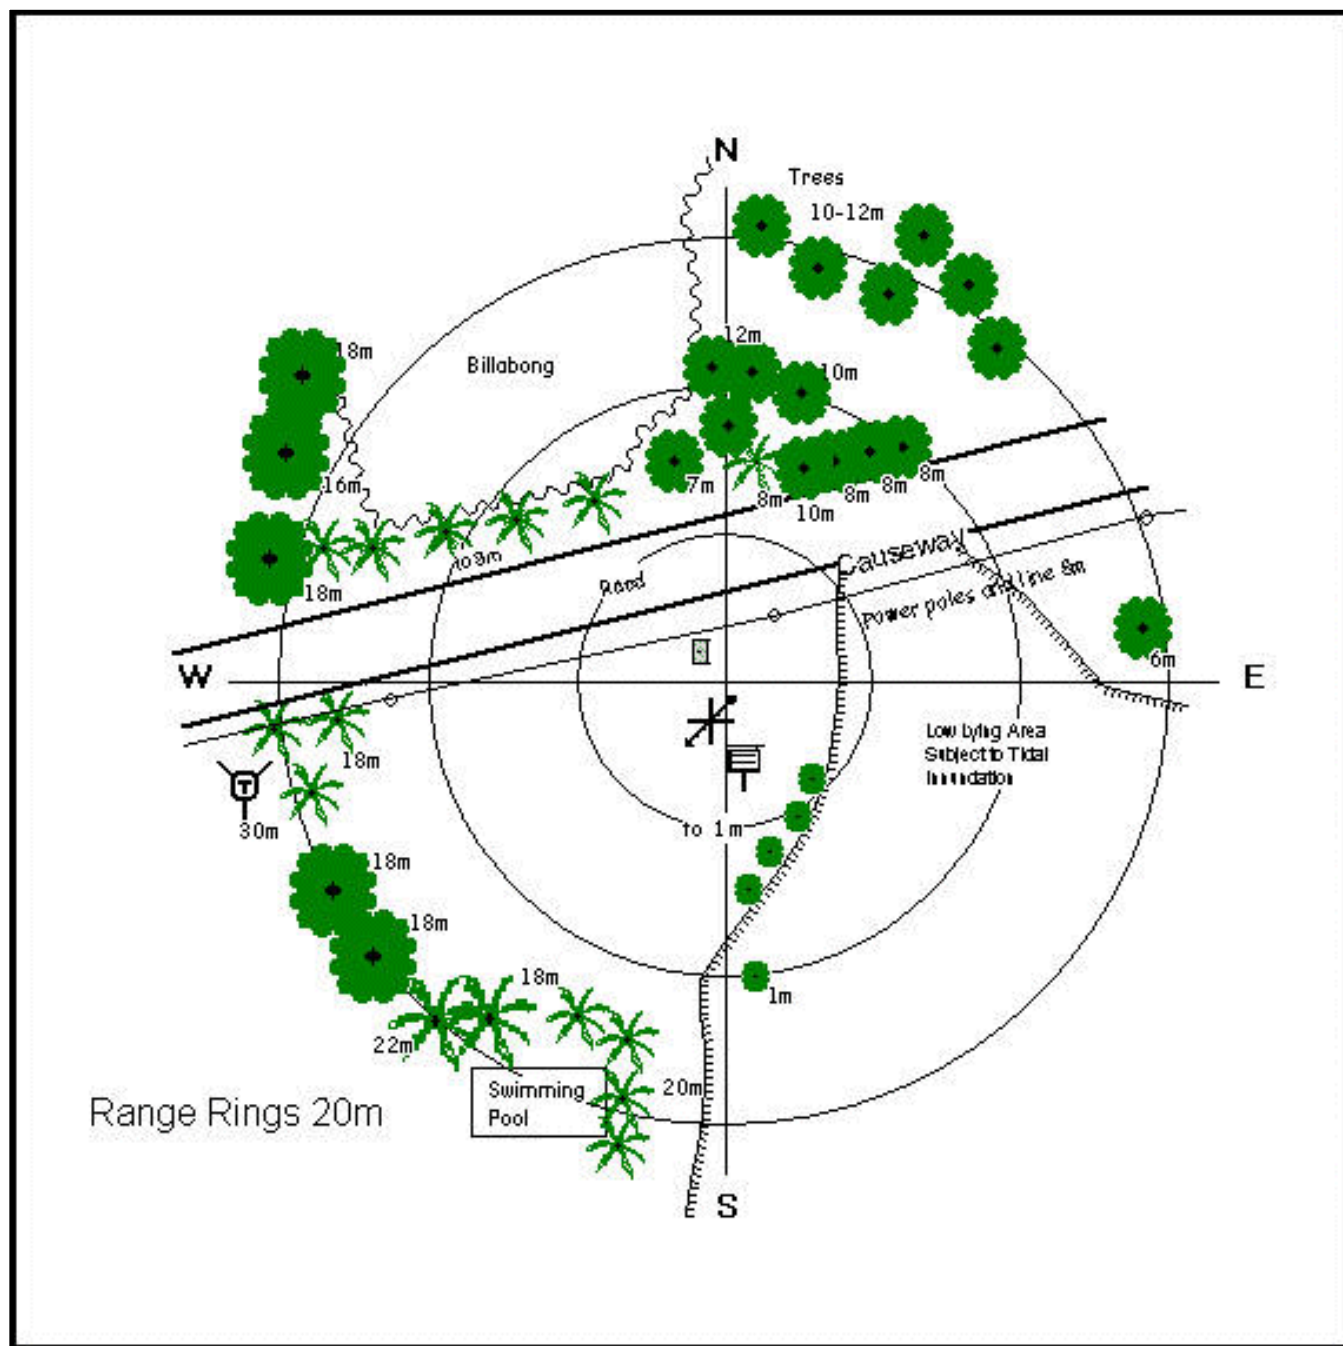 N
Trees
10-12m
12m
18m
Billabong
10m
16m
7m
8m
8m
8m
8m
10m
Causeway
Road
Power poles and line 8m
18m
6m
W
E
Low Lying Area
Subject to Tidal
Inundation
18m
T
30m
to 1m
18m
18m
18m
1m
22m
20m
Swimming
Pool
Range Rings 20m
S